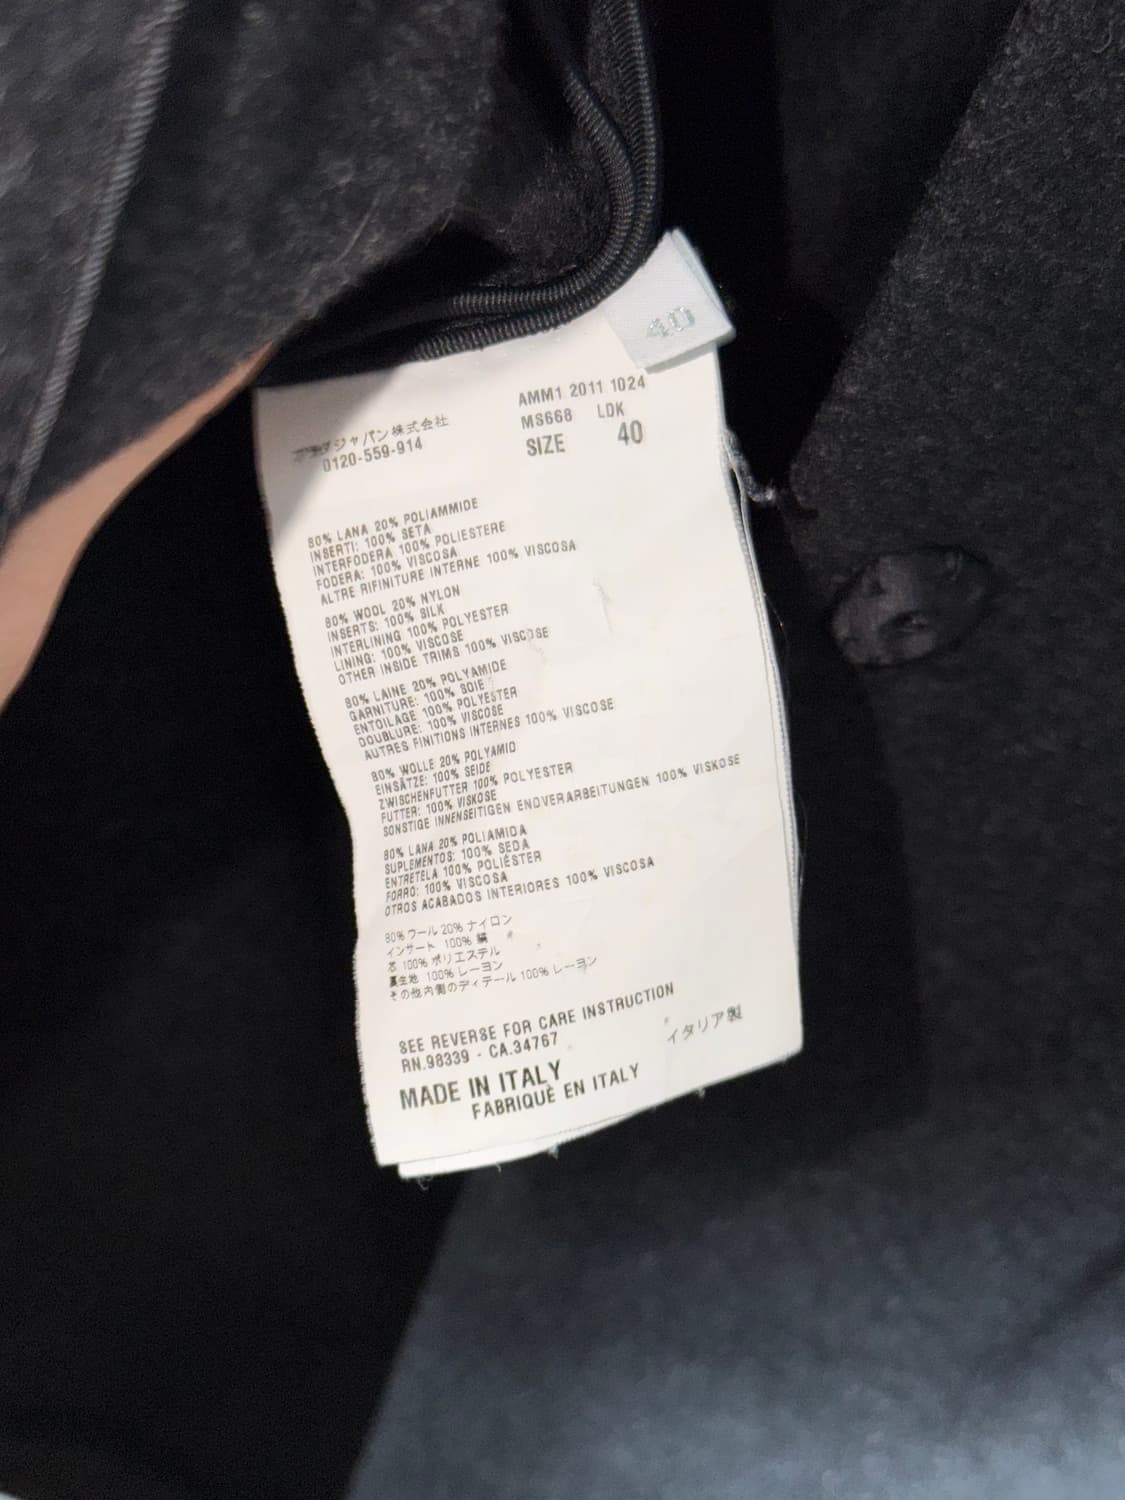 40
AMM1 2011 1024
MS668 LDK
SIZE 40
ジャパン株式会社
0120-559-914
80% LANA 20% POLIAMMIDE
INSERTI: 100% SETA
INTERFODERA 100% POLIESTERE
FODERA: 100% VISCOSA
ALTRE RIFINITURE INTERNE 100% VISCOSA
80% WOOL 20% NYLON
INSERTS: 100% SILK
INTERLINING 100% POLYESTER
LINING: 100% VISCOSE
OTHER INSIDE TRIMS 100% VISCOSE
80% LAINE 20% POLYAMIDE
GARNITURE: 100% SOIE
ENTOILAGE 100% POLYESTER
DOUBLURE: 100% VISCOSE
AUTRES FINITIONS INTERNES 100% VISCOSE
80% WOLLE 20% POLYAMID
EINSÄTZE: 100% SEIDE
ZWISCHENFUTTER 100% POLYESTER
FUTTER: 100% VISKOSE
SONSTIGE INNENSEITIGEN ENDVERARBEITUNGEN 100% VISKOSE
80% LANA 20% POLIAMIDA
SUPLEMENTOS: 100% SEDA
ENTRETELA 100% POLIÉSTER
FORRO: 100% VISCOSA
OTROS ACABADOS INTERIORES 100% VISCOSA
80% ウール 20% ナイロン
インサート 100% 絹
芯 100% ポリエステル
裏生地 100% レーヨン
その他内側のディテール 100% レーヨン
SEE REVERSE FOR CARE INSTRUCTION
RN.98339 - CA.34767
イタリア製
MADE IN ITALY
FABRIQUÈ EN ITALY